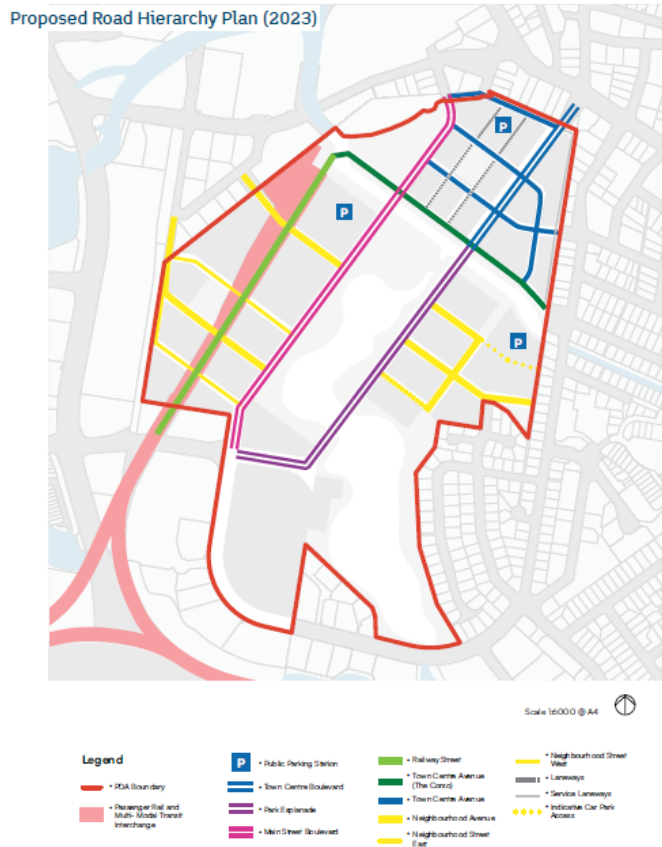 Proposed Road Hierarchy Plan (2023)
P
P
P
Scale 1:6000 @ A4
Legend
• PDA Boundary
• Passenger Rail and
Multi- Modal Transit
Interchange
P
• Public Parking Station
• Town Centre Boulevard
• Park Esplanade
• Main Street Boulevard
• Railway Street
• Town Centre Avenue
(The Corso)
• Town Centre Avenue
• Neighbourhood Avenue
• Neighbourhood Street
East
• Neighbourhood Street
West
• Laneways
• Service Laneways
• Indicative Car Park
Access